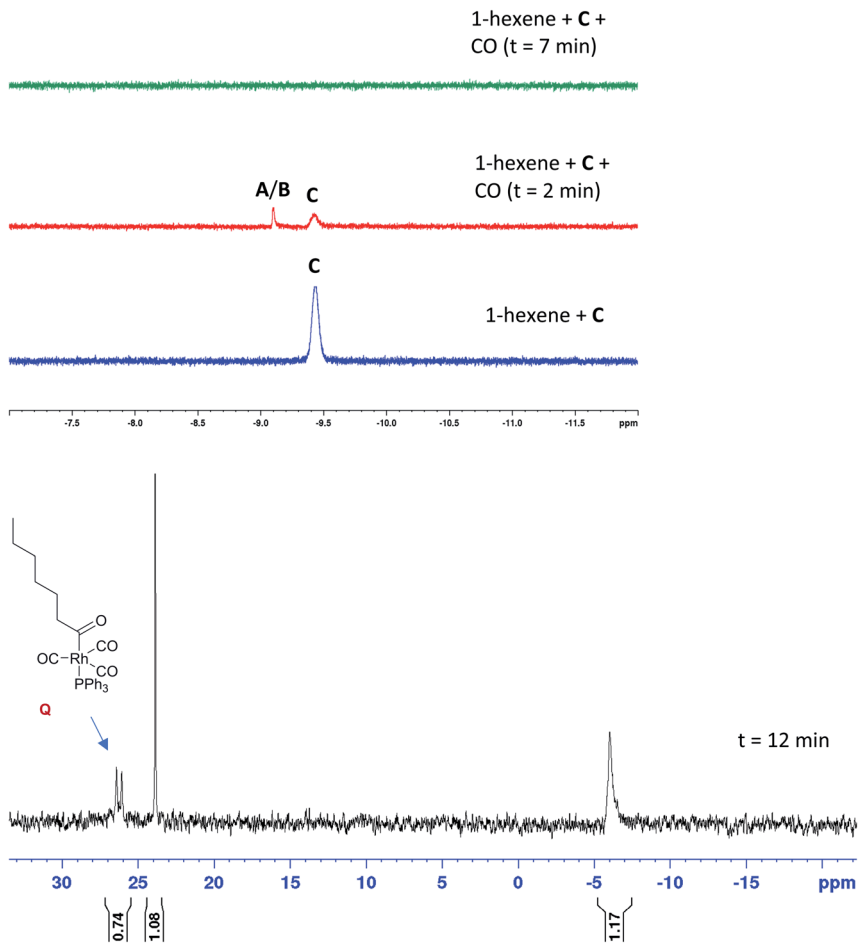 1-hexene + C +
CO (t = 7 min)
1-hexene + C +
CO (t = 2 min)
A/B
C
C
1-hexene + C
-7.5 -8.0 -8.5 -9.0 -9.5 -10.0 -10.5 -11.0 -11.5 ppm
O
CO
OC Rh
CO
PPh3
Q
t = 12 min
30 25 20 15 10 5 0 -5 -10 -15 ppm
0.74 1.08 1.17